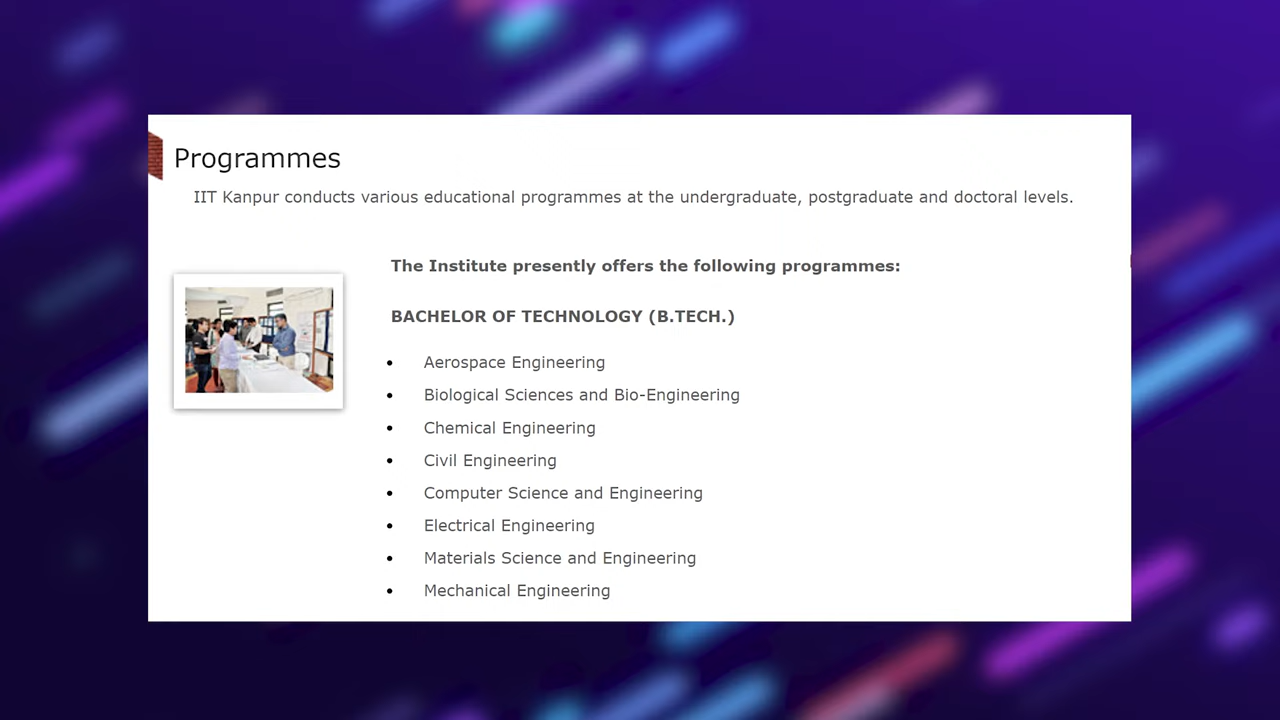 Programmes
IIT Kanpur conducts various educational programmes at the undergraduate, postgraduate and doctoral levels.
The Institute presently offers the following programmes:
BACHELOR OF TECHNOLOGY (B.TECH.)
• Aerospace Engineering
• Biological Sciences and Bio-Engineering
• Chemical Engineering
• Civil Engineering
• Computer Science and Engineering
• Electrical Engineering
• Materials Science and Engineering
• Mechanical Engineering